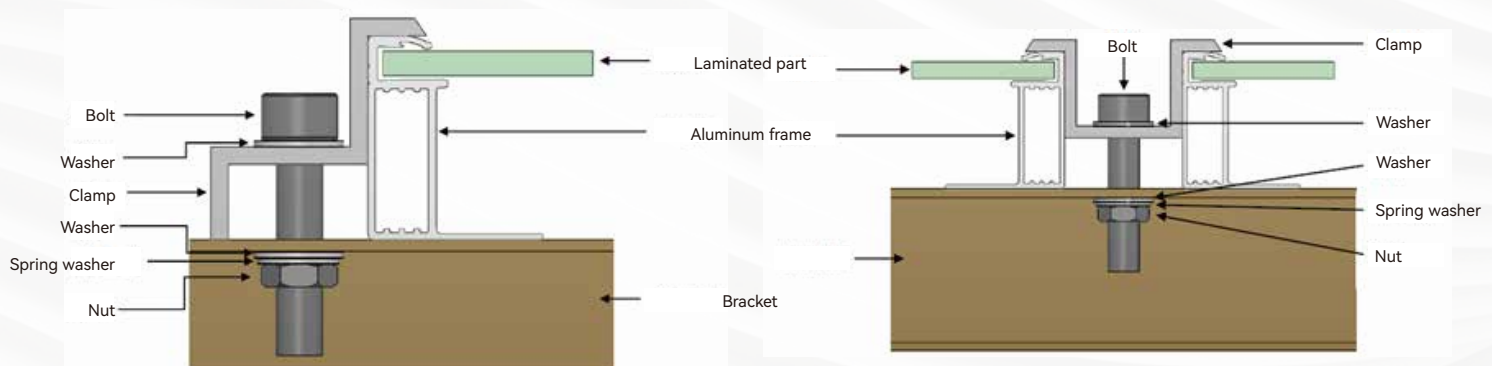 Bolt
Washer
Clamp
Washer
Spring washer
Nut
Laminated part
Aluminum frame
Bracket
Bolt
Clamp
Washer
Washer
Spring washer
Nut